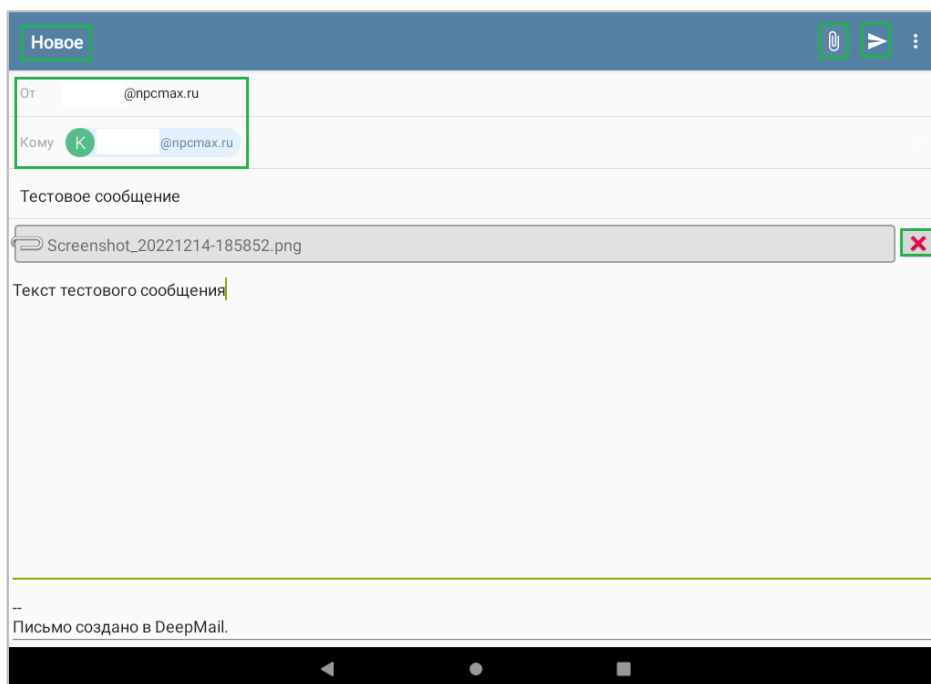 Новое
От @npcmax.ru
Кому K @npcmax.ru
Тестовое сообщение
Screenshot_20221214-185852.png
Текст тестового сообщения
--
Письмо создано в DeepMail.